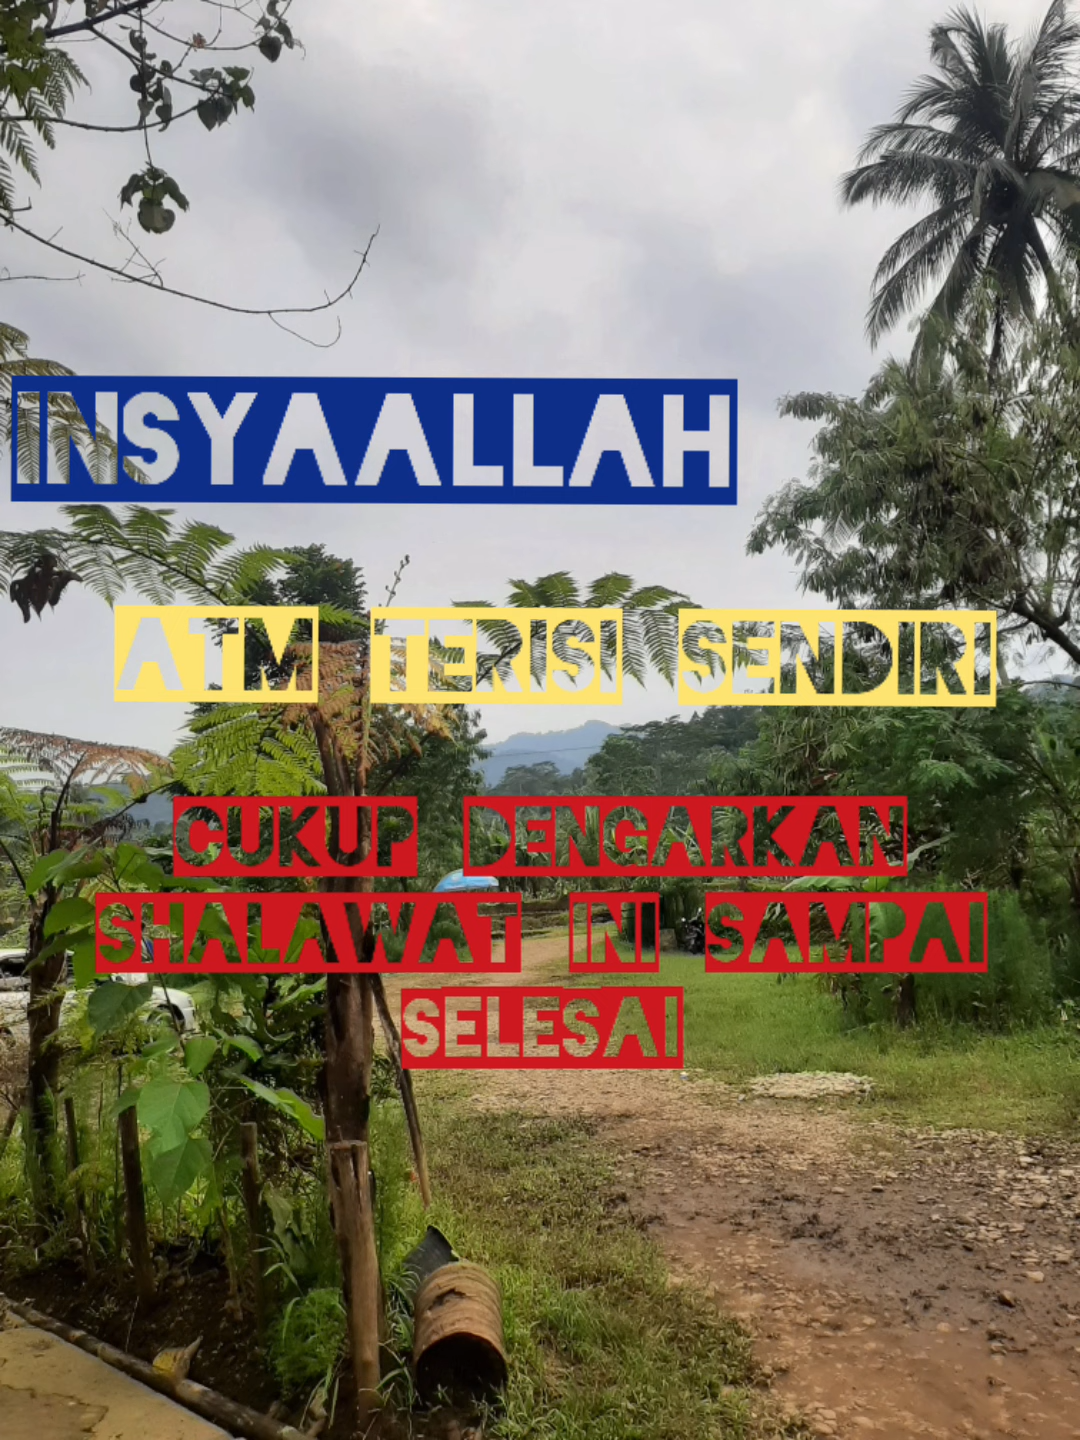 INSYAALLAH
ATM TERISI SENDIRI
CUKUP DENGARKAN
SHALAWAT INI SAMPAI
SELESAI